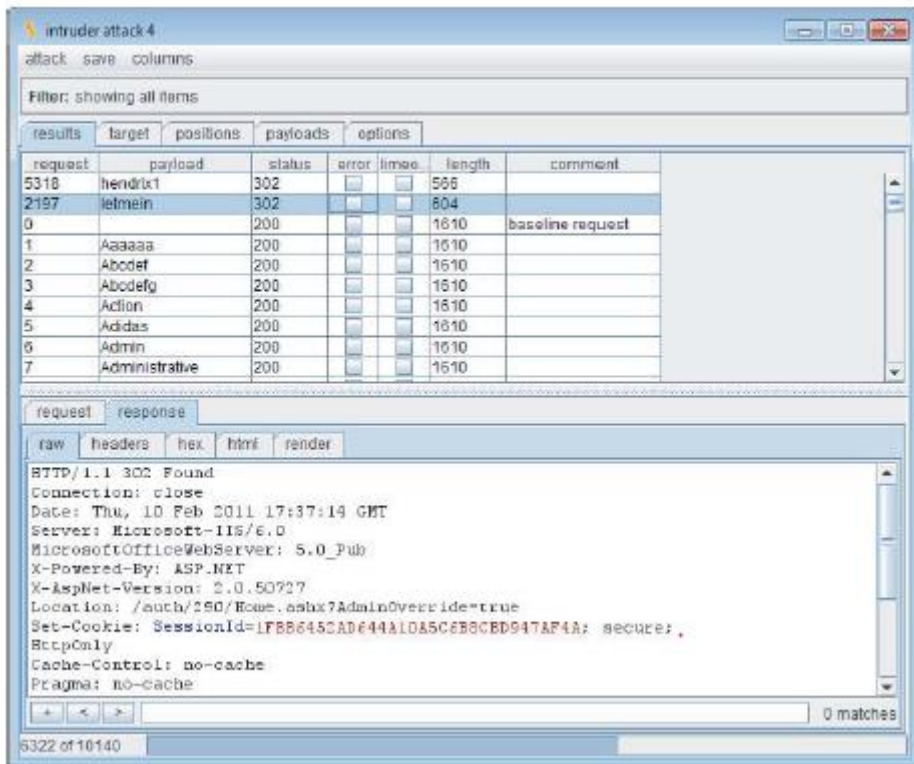 intruder attack 4
attack save columns
Filter: showing all items
results target positions payloads options
request payload status error timeo length comment
5318 hendrix1 302 566
2197 letmein 302 604
0 200 1610 baseline request
1 Aaaaaa 200 1610
2 Abcdef 200 1610
3 Abcdefg 200 1610
4 Action 200 1610
5 Adidas 200 1610
6 Admin 200 1610
7 Administrative 200 1610
request response
raw headers hex html render
HTTP/1.1 302 Found
Connection: close
Date: Thu, 10 Feb 2011 17:37:14 GMT
Server: Microsoft-IIS/6.0
MicrosoftOfficeWebServer: 5.0_Pub
X-Powered-By: ASP.NET
X-AspNet-Version: 2.0.50727
Location: /auth/290/Home.ashx?AdminOverride=true
Set-Cookie: SessionId=1FBB6452AD644A10A5C6B8CBD947AF4A; secure;
HttpOnly
Cache-Control: no-cache
Pragma: no-cache
+ < > 0 matches
6322 of 10140